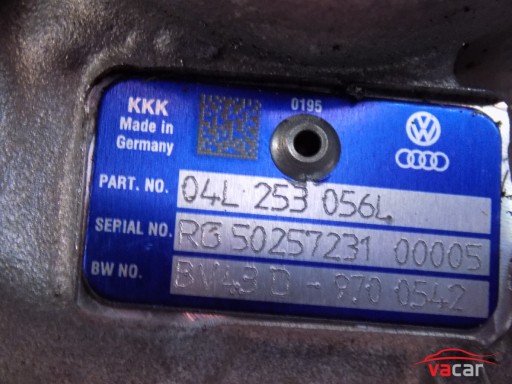 KKK
Made in
Germany
0195
PART. NO. 04L 253 056L
SERIAL NO. RG 50257231 00005
BW NO. BV43 D - 970 0542
vacar